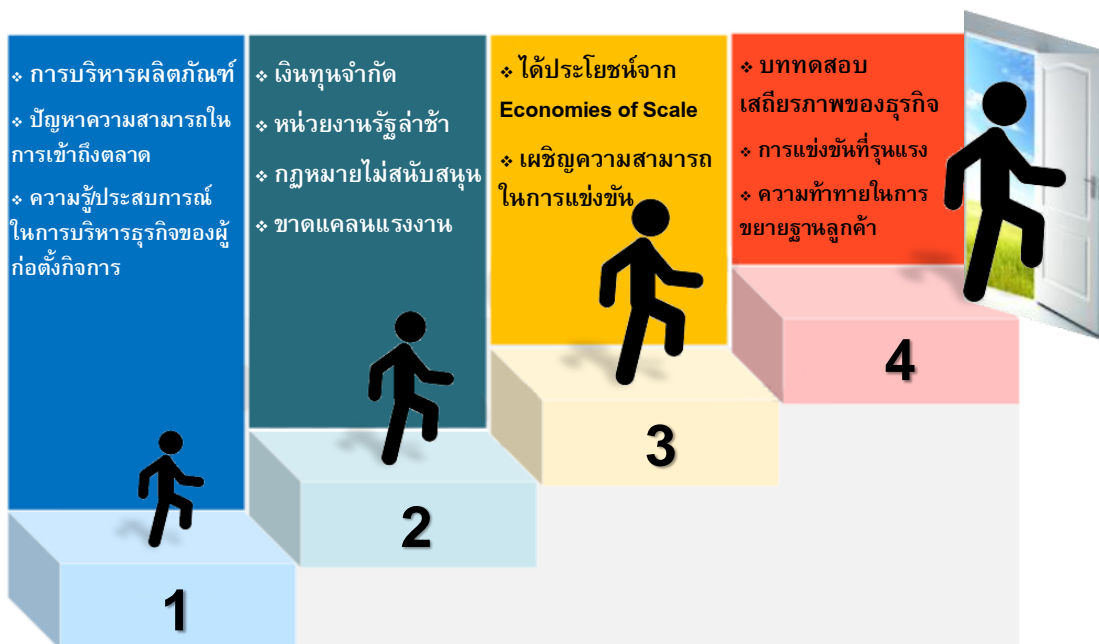 ❖ การบริหารผลิตภัณฑ์
❖ ปัญหาความสามารถใน
การเข้าถึงตลาด
❖ ความรู้/ประสบการณ์
ในการบริหารธุรกิจของผู้
ก่อตั้งกิจการ
❖ เงินทุนจำกัด
❖ หน่วยงานรัฐล่าช้า
❖ กฏหมายไม่สนับสนุน
❖ ขาดแคลนแรงงาน
❖ ได้ประโยชน์จาก
Economies of Scale
❖ เผชิญความสามารถ
ในการแข่งขัน
❖ บททดสอบ
เสถียรภาพของธุรกิจ
❖ การแข่งขันที่รุนแรง
❖ ความท้าทายในการ
ขยายฐานลูกค้า
1
2
3
4